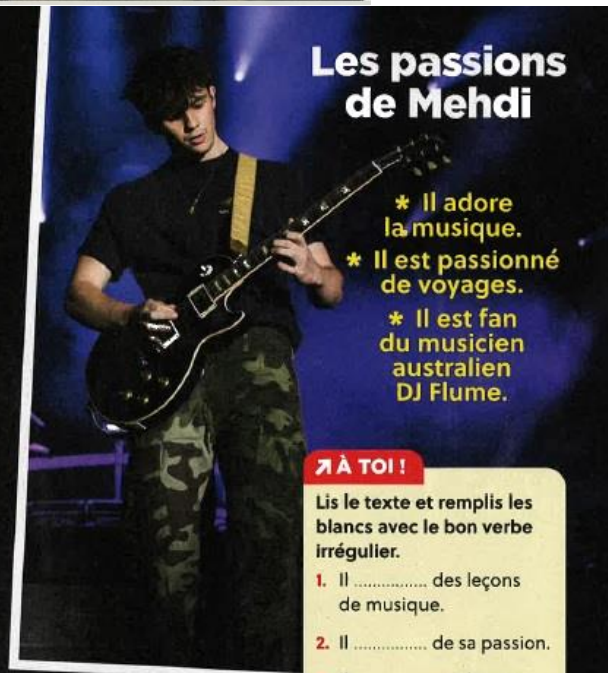 Les passions
de Mehdi
* Il adore
la musique.
* Il est passionné
de voyages.
* Il est fan
du musicien
australien
DJ Flume.
↗ À TOI !
Lis le texte et remplis les
blancs avec le bon verbe
irrégulier.
1. Il ................ des leçons
de musique.
2. Il ................ de sa passion.